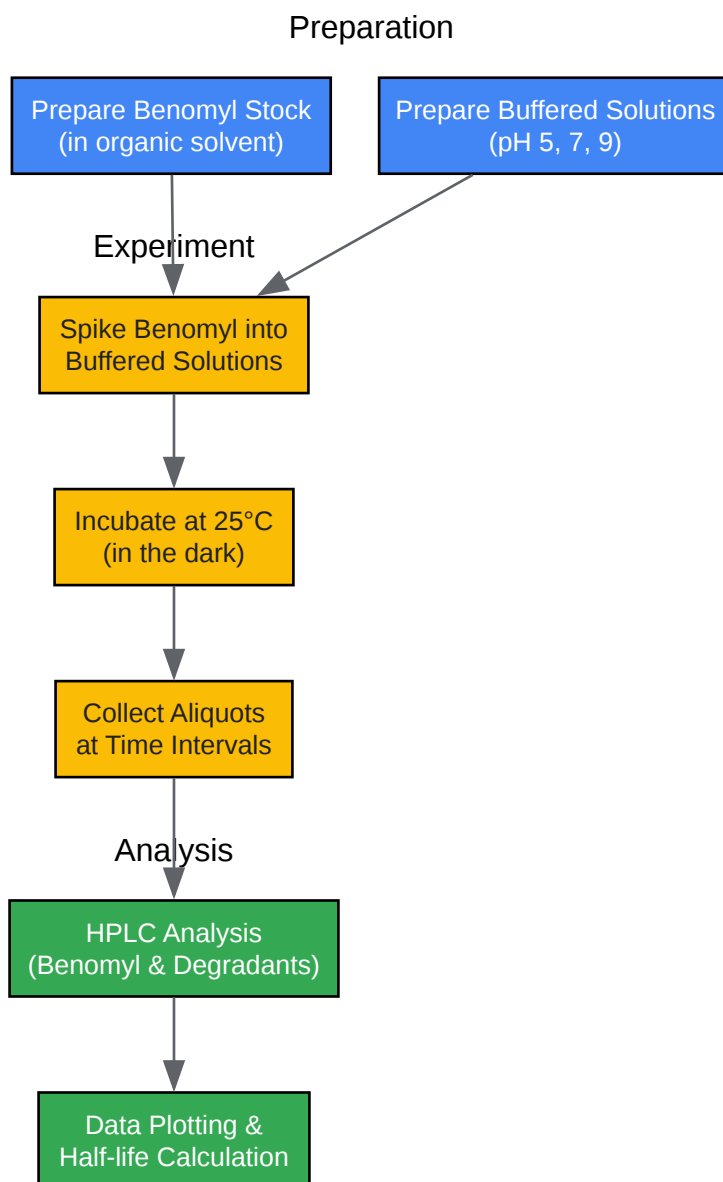 Preparation
Prepare Benomyl Stock
(in organic solvent)
Prepare Buffered Solutions
(pH 5, 7, 9)
Experiment
Spike Benomyl into
Buffered Solutions
Incubate at 25°C
(in the dark)
Collect Aliquots
at Time Intervals
Analysis
HPLC Analysis
(Benomyl & Degradants)
Data Plotting &
Half-life Calculation